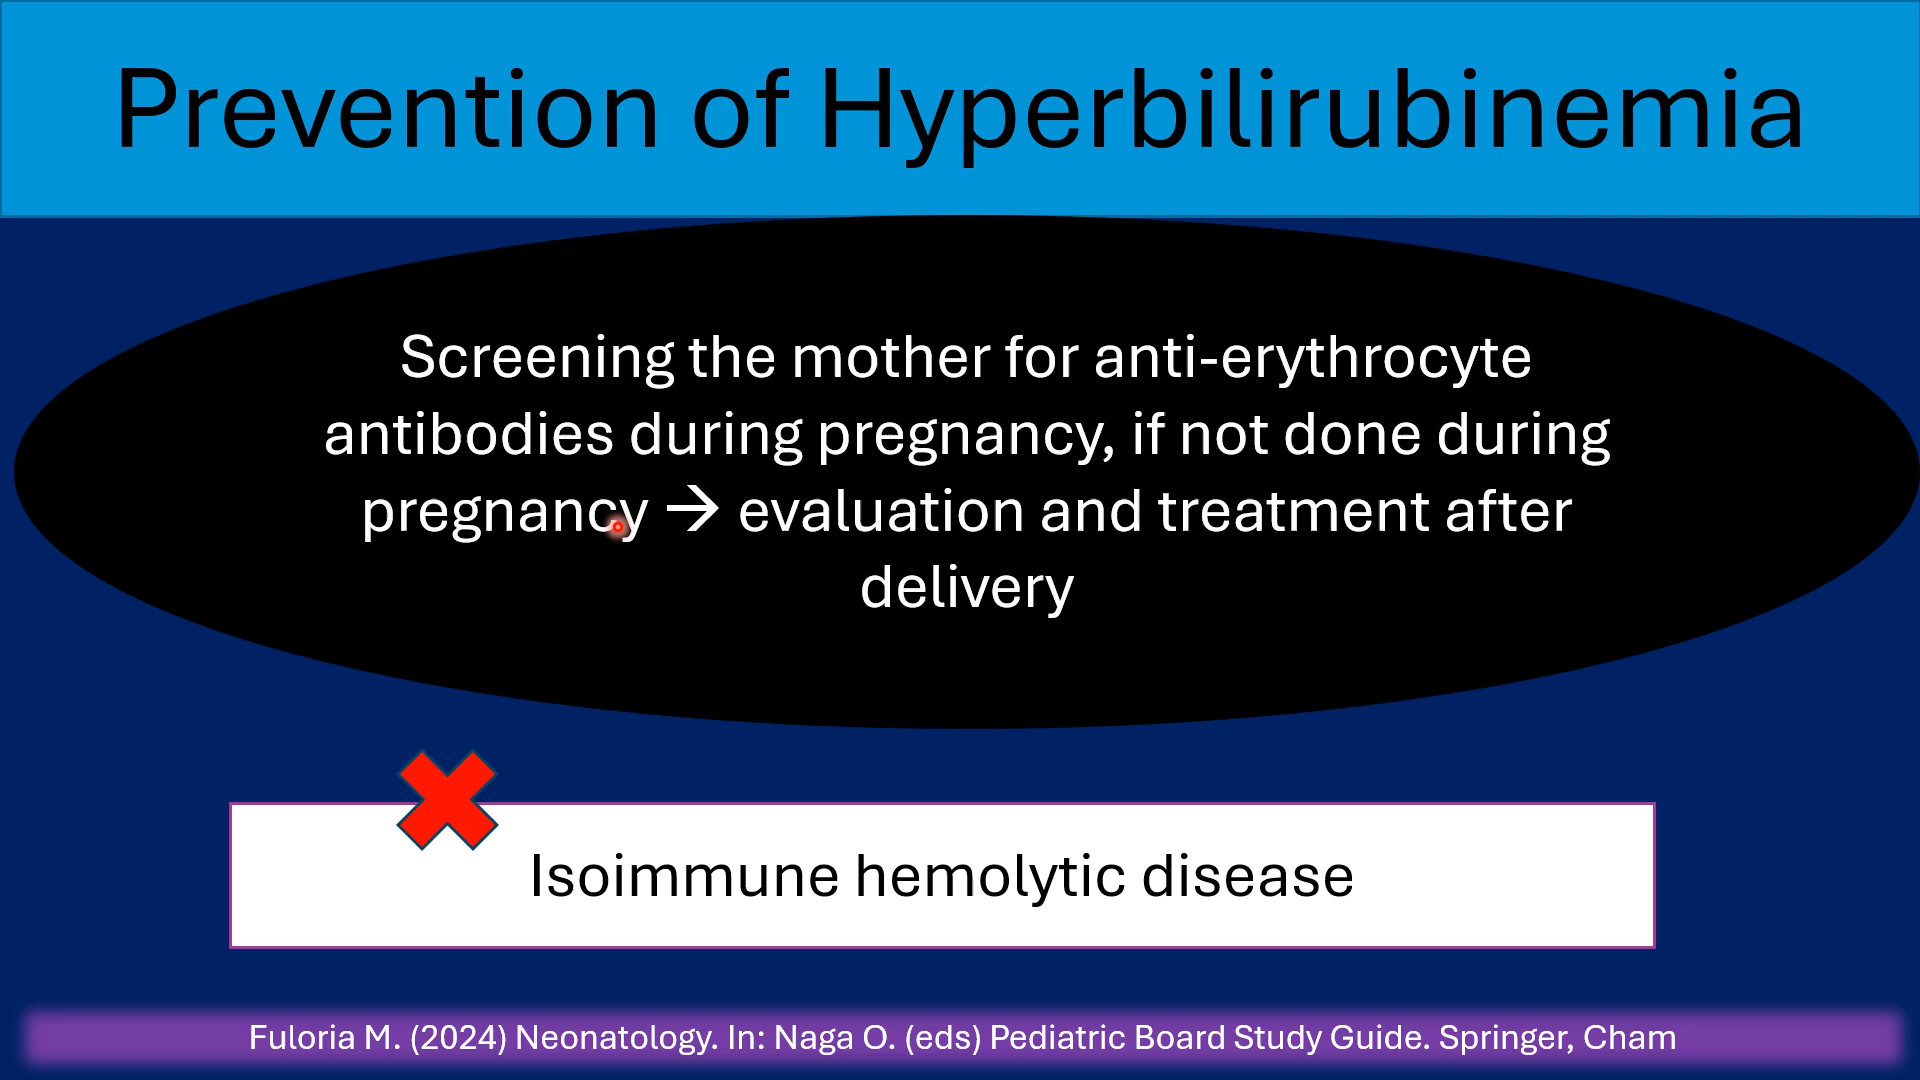 Prevention of Hyperbilirubinemia
Screening the mother for anti-erythrocyte
antibodies during pregnancy, if not done during
pregnancy → evaluation and treatment after
delivery
Isoimmune hemolytic disease
Fuloria M. (2024) Neonatology. In: Naga O. (eds) Pediatric Board Study Guide. Springer, Cham